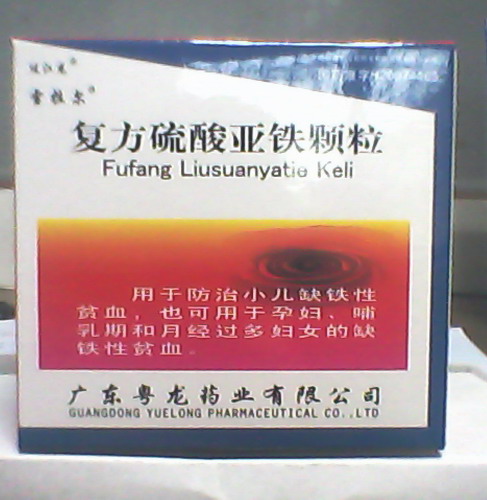 复方硫酸亚铁颗粒
Fufang Liusuanyatie Keli
用于防治小儿缺铁性
贫血，也可用于孕妇、哺
乳期和月经过多妇女的缺
铁性贫血。
广东粤龙药业有限公司
GUANGDONG YUELONG PHARMACEUTICAL CO.,LTD